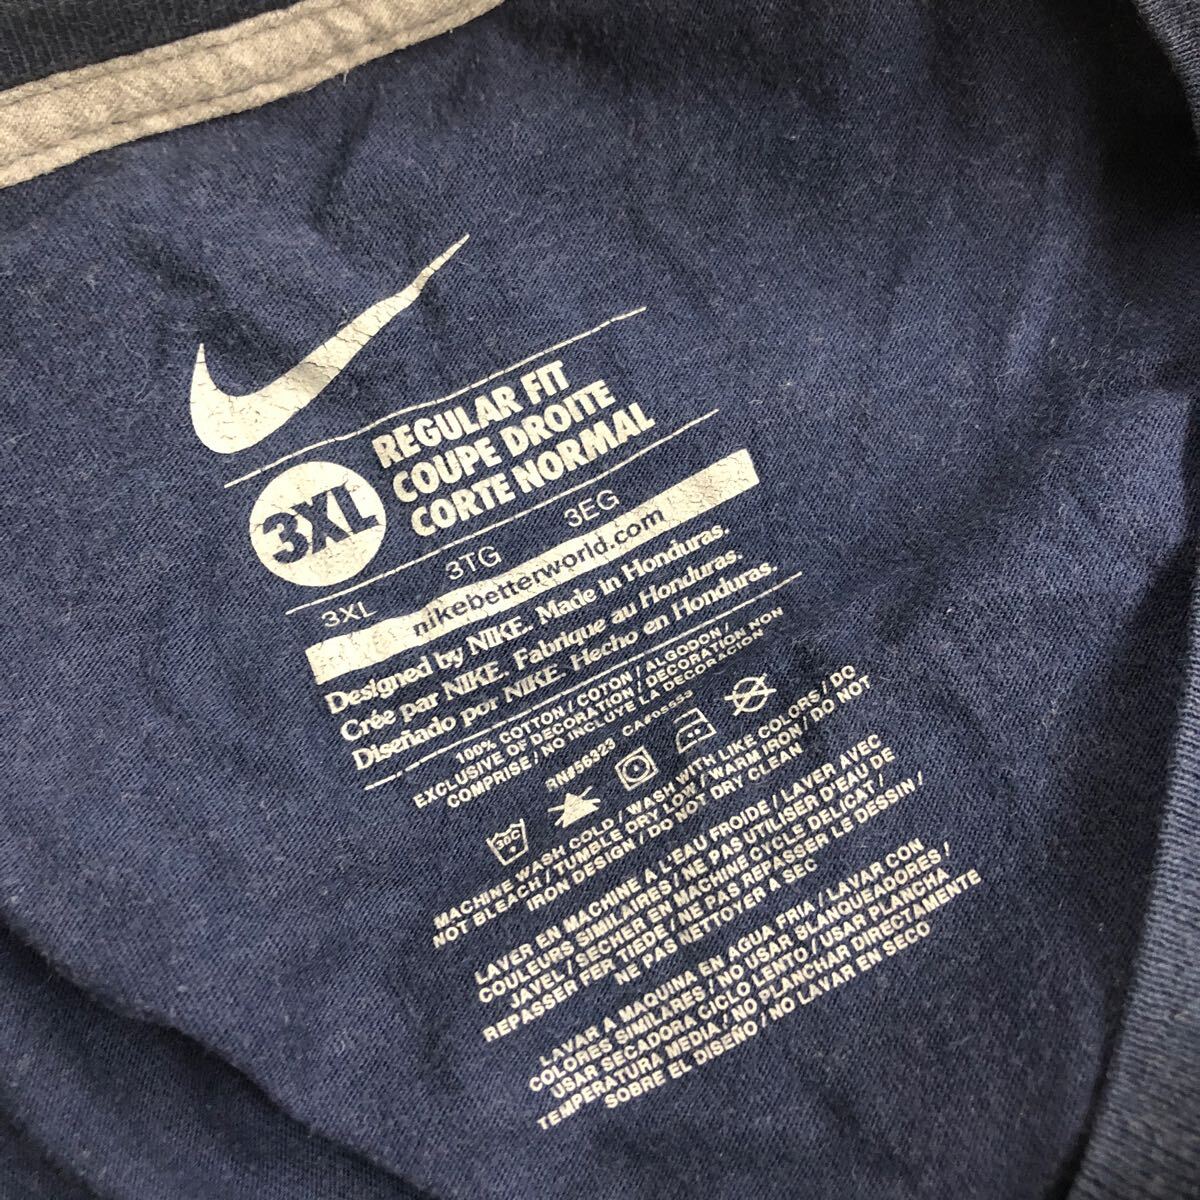 3XL
REGULAR FIT
COUPE DROITE
CORTE NORMAL
3XL 3TG 3EG
nikebetterworld.com
Designed by NIKE. Made in Honduras.
Crée par NIKE. Fabrique au Honduras.
Diseñado por NIKE. Hecho en Honduras.
100% COTTON / COTON / ALGODON /
EXCLUSIVE OF DECORATION / DECORATION NON
COMPRISE / NO INCLUYE LA DECORACION
RN#56323 CA#05553
30C
MACHINE WASH COLD / WASH WITH LIKE COLORS / DO
NOT BLEACH / TUMBLE DRY LOW / WARM IRON / DO NOT
IRON DESIGN / DO NOT DRY CLEAN
LAVER EN MACHINE A L'EAU FROIDE / LAVER AVEC
COULEURS SIMILAIRES / NE PAS UTILISER D'EAU DE
JAVEL / SECHER EN MACHINE CYCLE DELICAT /
REPASSER FER TIEDE / NE PAS REPASSER LE DESSIN /
NE PAS NETTOYER A SEC
LAVAR A MAQUINA EN AGUA FRIA / LAVAR CON
COLORES SIMILARES / NO USAR BLANQUEADORES /
USAR SECADORA CICLO LENTO / USAR PLANCHA
TEMPERATURA MEDIA / NO PLANCHAR DIRECTAMENTE
SOBRE EL DISEÑO / NO LAVAR EN SECO